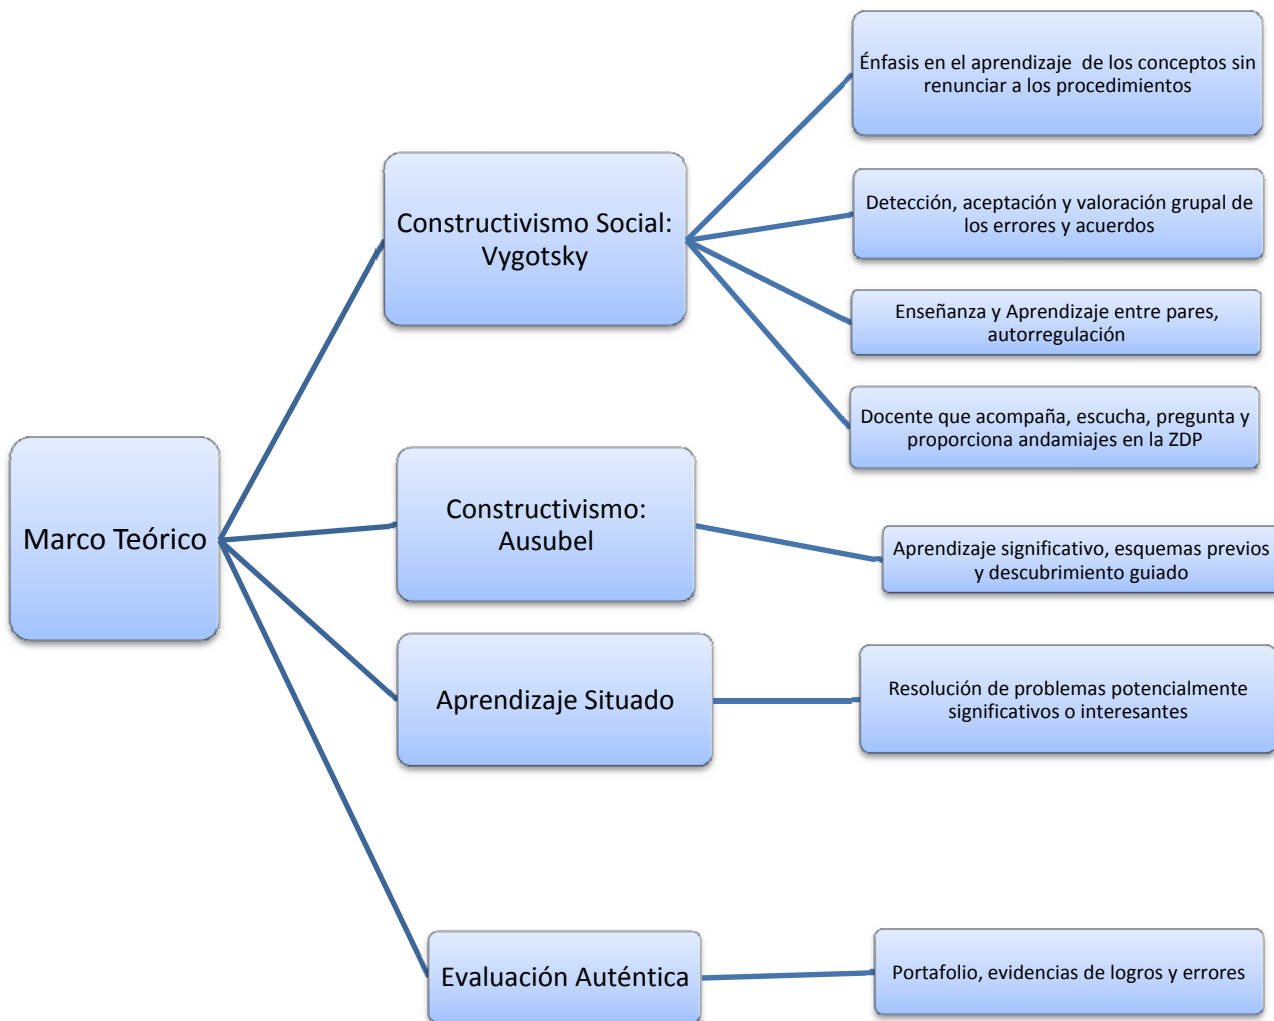 Marco Teórico
Constructivismo Social:
Vygotsky
Énfasis en el aprendizaje de los conceptos sin
renunciar a los procedimientos
Detección, aceptación y valoración grupal de
los errores y acuerdos
Enseñanza y Aprendizaje entre pares,
autorregulación
Docente que acompaña, escucha, pregunta y
proporciona andamiajes en la ZDP
Constructivismo:
Ausubel
Aprendizaje significativo, esquemas previos
y descubrimiento guiado
Aprendizaje Situado
Resolución de problemas potencialmente
significativos o interesantes
Evaluación Auténtica
Portafolio, evidencias de logros y errores